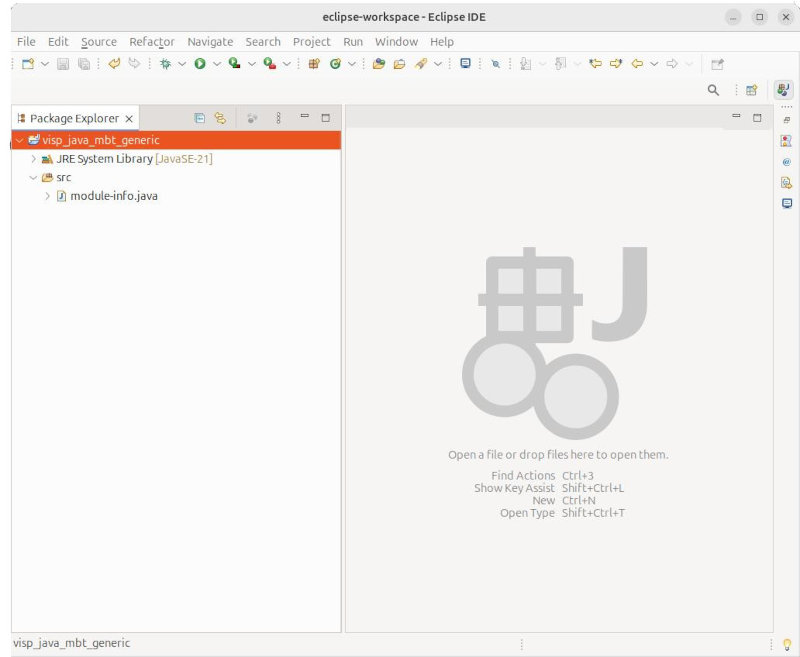 eclipse-workspace - Eclipse IDE
File Edit Source Refactor Navigate Search Project Run Window Help
Package Explorer
visp_java_mbt_generic
JRE System Library [JavaSE-21]
src
module-info.java
Open a file or drop files here to open them.
Find Actions Ctrl+3
Show Key Assist Shift+Ctrl+L
New Ctrl+N
Open Type Shift+Ctrl+T
visp_java_mbt_generic